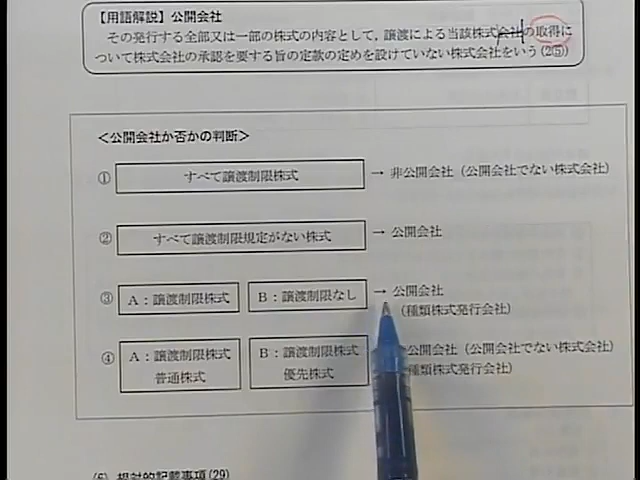 【用語解説】公開会社
その発行する全部又は一部の株式の内容として,譲渡による当該株式会社の取得に
ついて株式会社の承認を要する旨の定款の定めを設けていない株式会社をいう(2⑤)
<公開会社か否かの判断>
① すべて譲渡制限株式 → 非公開会社(公開会社でない株式会社)
② すべて譲渡制限規定がない株式 → 公開会社
③ A:譲渡制限株式 B:譲渡制限なし → 公開会社
(種類株式発行会社)
④ A:譲渡制限株式 B:譲渡制限株式 公開会社(公開会社でない株式会社)
普通株式 優先株式 種類株式発行会社)
(6) 相対的記載事項(29)